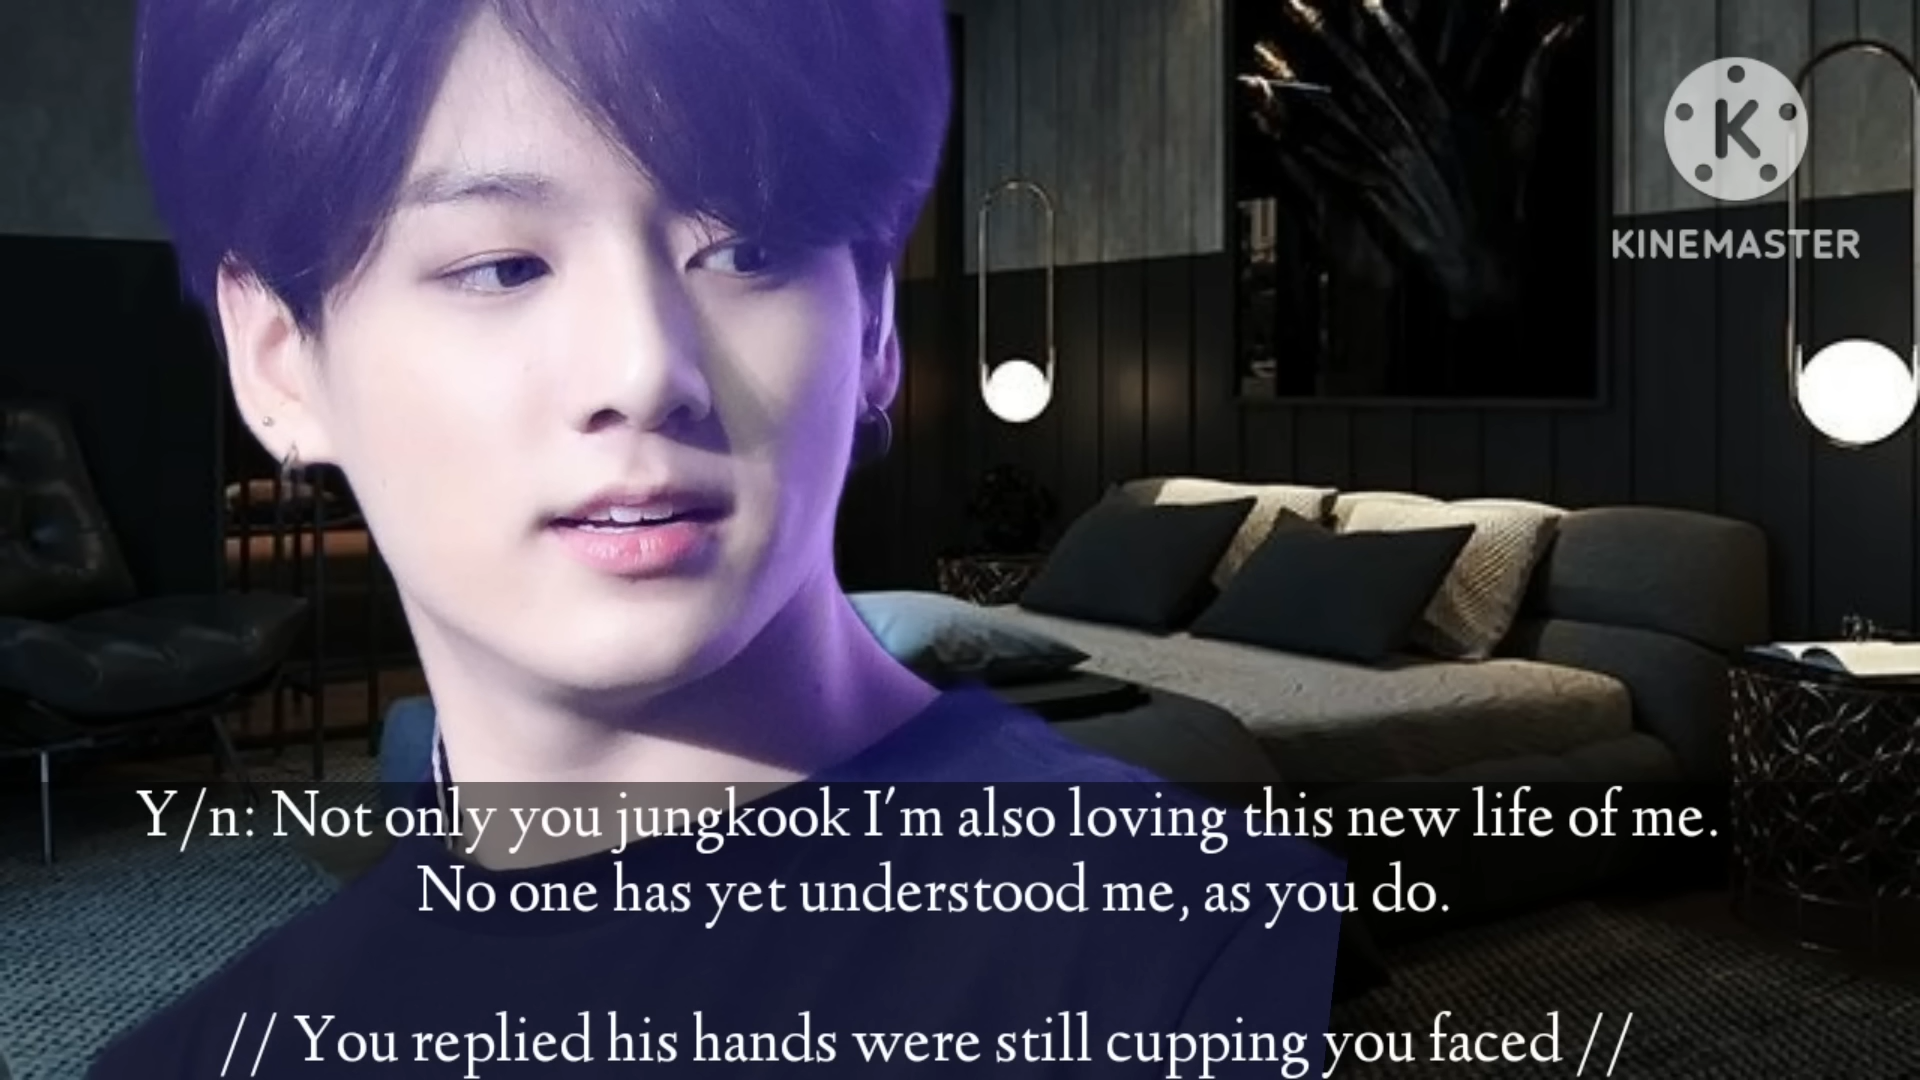 KINEMASTER
Y/n: Not only you jungkook I'm also loving this new life of me.
No one has yet understood me, as you do.
// You replied his hands were still cupping you faced //